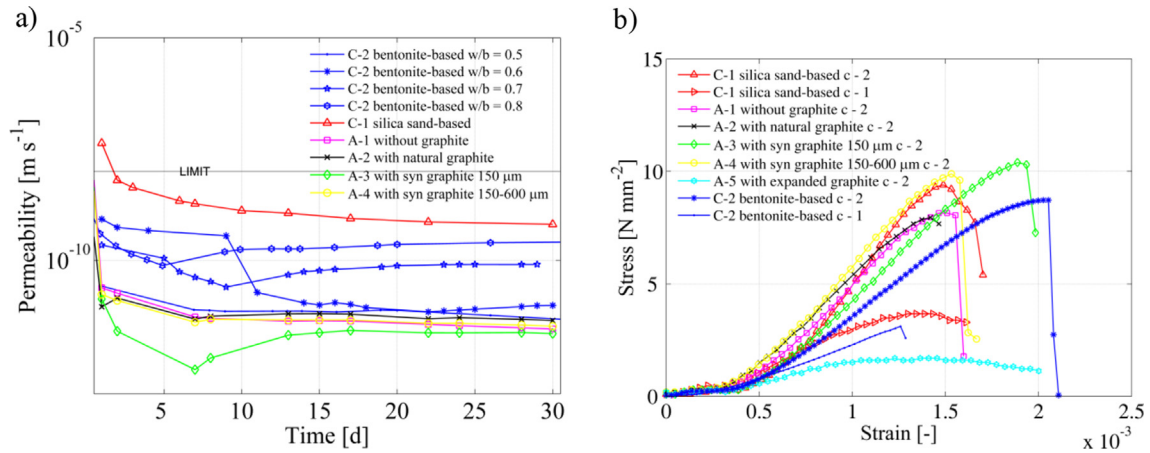 a)
10⁻⁵
10⁻¹⁰
Permeability [m s⁻¹]
C-2 bentonite-based w/b = 0.5
C-2 bentonite-based w/b = 0.6
C-2 bentonite-based w/b = 0.7
C-2 bentonite-based w/b = 0.8
C-1 silica sand-based
A-1 without graphite
A-2 with natural graphite
A-3 with syn graphite 150 μm
A-4 with syn graphite 150-600 μm
LIMIT
5 10 15 20 25 30
Time [d]
b)
15
10
5
0
Stress [N mm⁻²]
C-1 silica sand-based c - 2
C-1 silica sand-based c - 1
A-1 without graphite c - 2
A-2 with natural graphite c - 2
A-3 with syn graphite 150 μm c - 2
A-4 with syn graphite 150-600 μm c - 2
A-5 with expanded graphite c - 2
C-2 bentonite-based c - 2
C-2 bentonite-based c - 1
0 0.5 1 1.5 2 2.5
Strain [-]
x 10⁻³